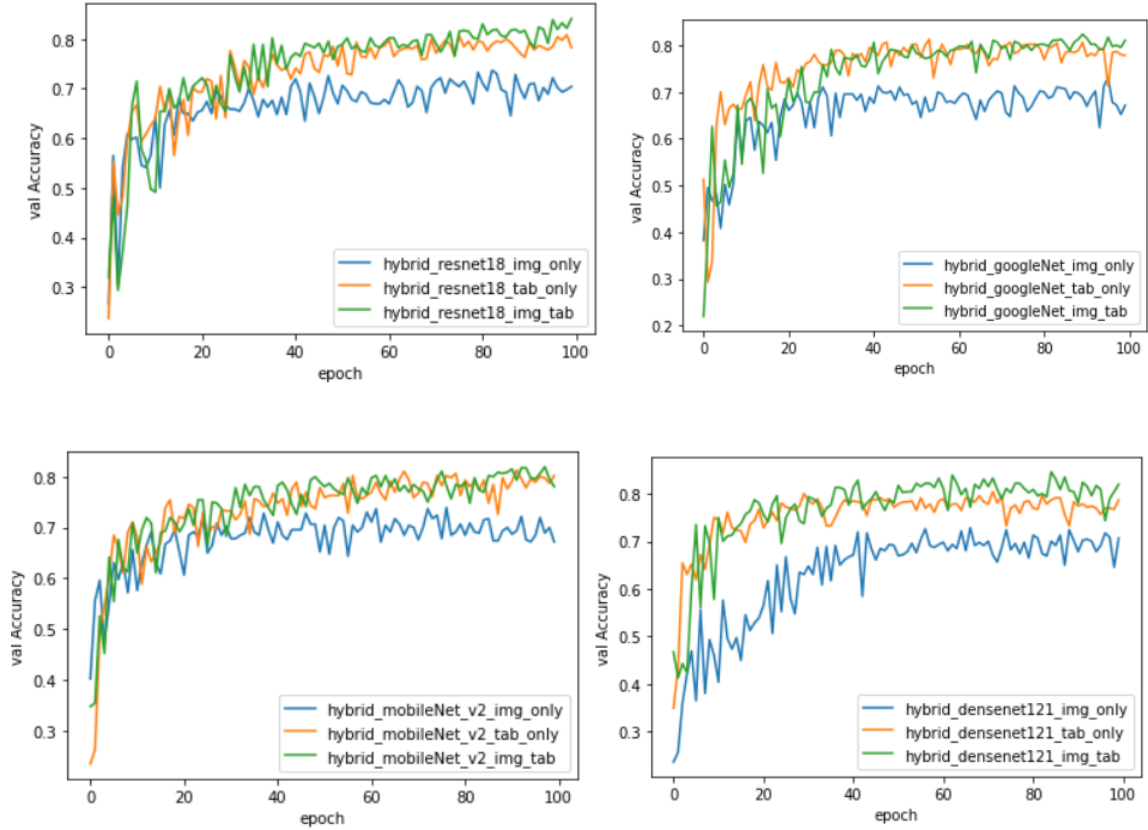 val Accuracy
0.8
0.7
0.6
0.5
0.4
0.3
hybrid_resnet18_img_only
hybrid_resnet18_tab_only
hybrid_resnet18_img_tab
0 20 40 60 80 100
epoch
val Accuracy
0.8
0.7
0.6
0.5
0.4
0.3
0.2
hybrid_googleNet_img_only
hybrid_googleNet_tab_only
hybrid_googleNet_img_tab
0 20 40 60 80 100
epoch
val Accuracy
0.8
0.7
0.6
0.5
0.4
0.3
hybrid_mobileNet_v2_img_only
hybrid_mobileNet_v2_tab_only
hybrid_mobileNet_v2_img_tab
0 20 40 60 80 100
epoch
val Accuracy
0.8
0.7
0.6
0.5
0.4
0.3
hybrid_densenet121_img_only
hybrid_densenet121_tab_only
hybrid_densenet121_img_tab
0 20 40 60 80 100
epoch